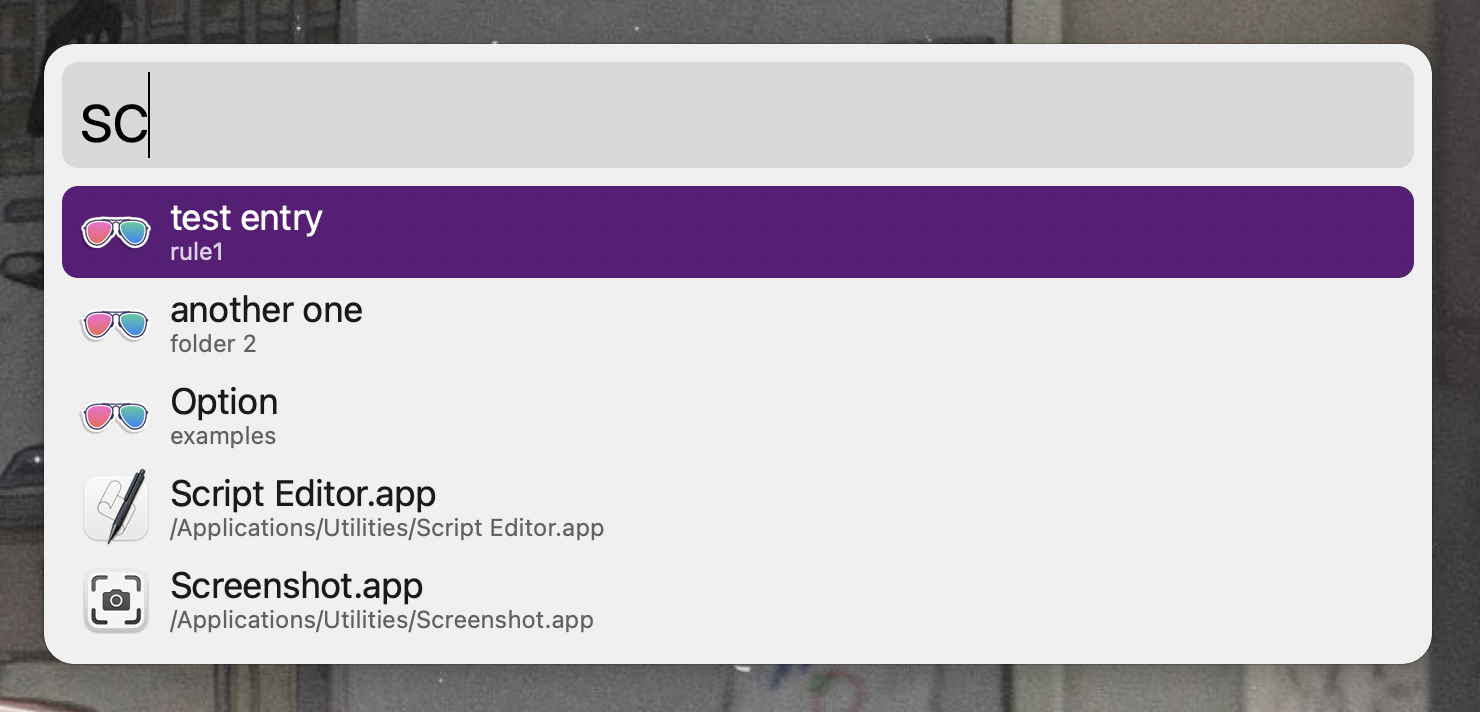 sc
test entry
rule1
another one
folder 2
Option
examples
Script Editor.app
/Applications/Utilities/Script Editor.app
Screenshot.app
/Applications/Utilities/Screenshot.app